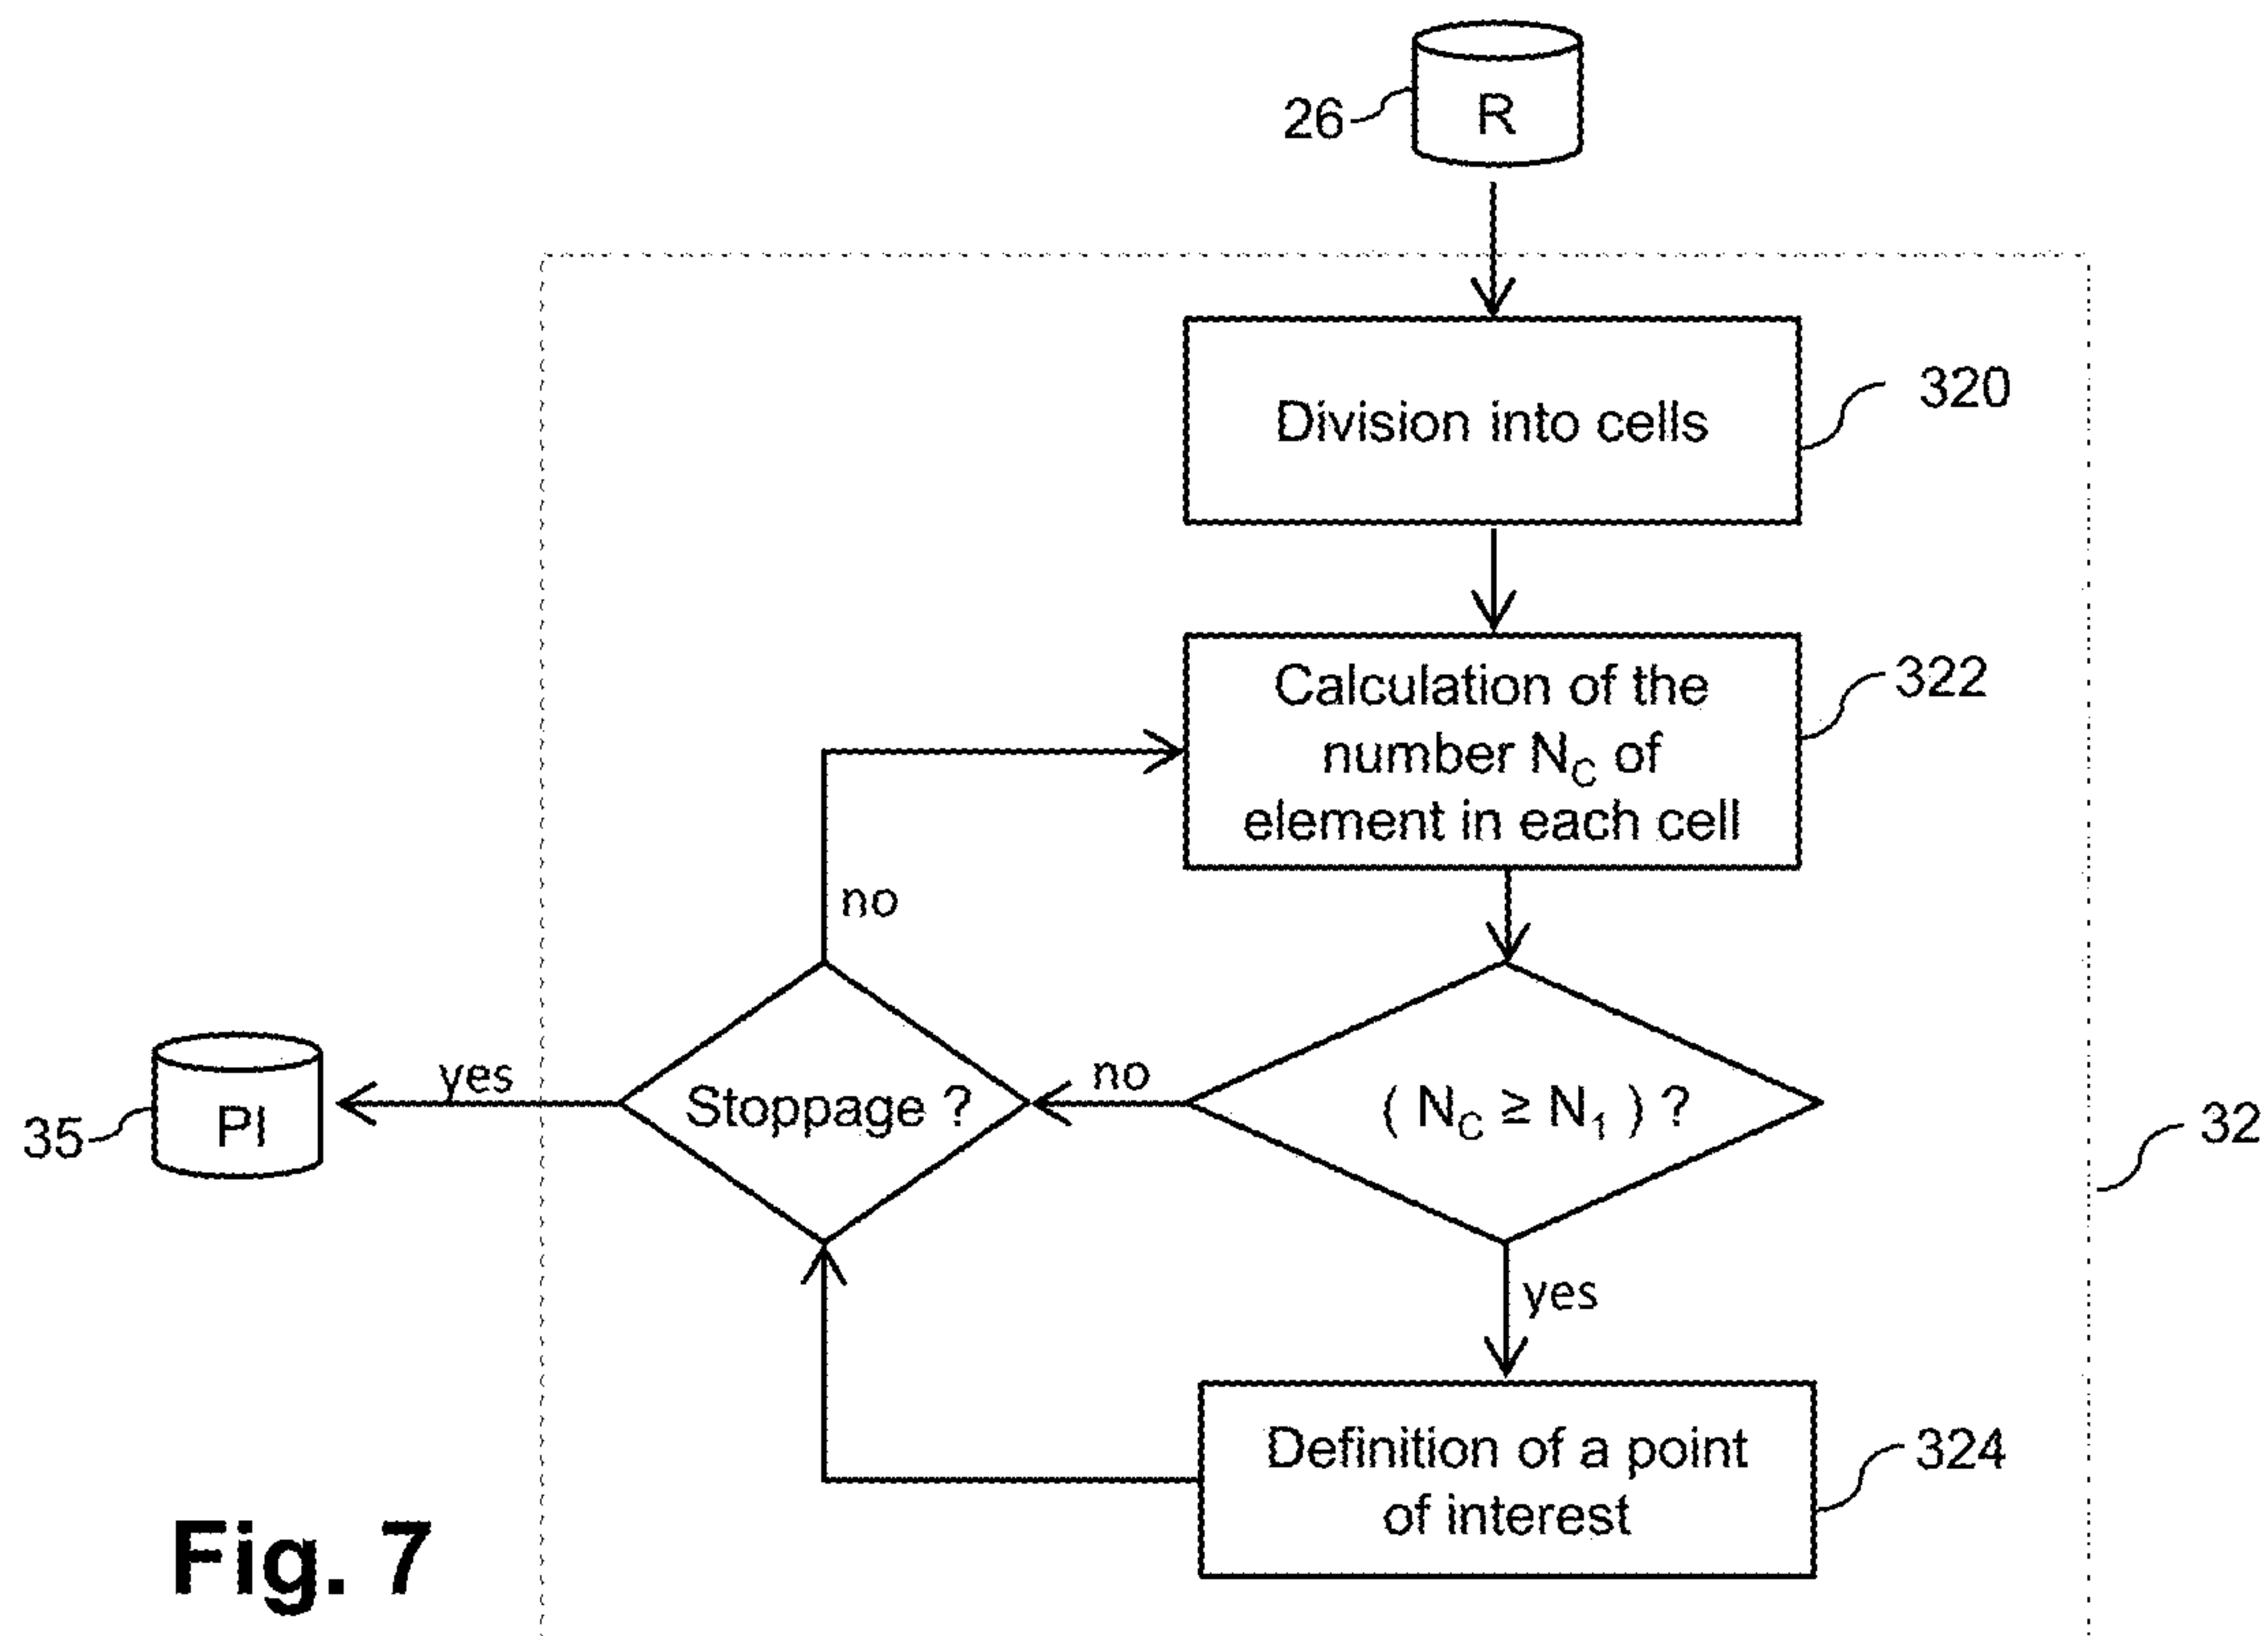 26
R
Division into cells
320
Calculation of the
number N_C of
element in each cell
322
no
( N_C ≥ N_1 ) ?
no
Stoppage ?
yes
PI
35
32
yes
Definition of a point
of interest
324
Fig. 7